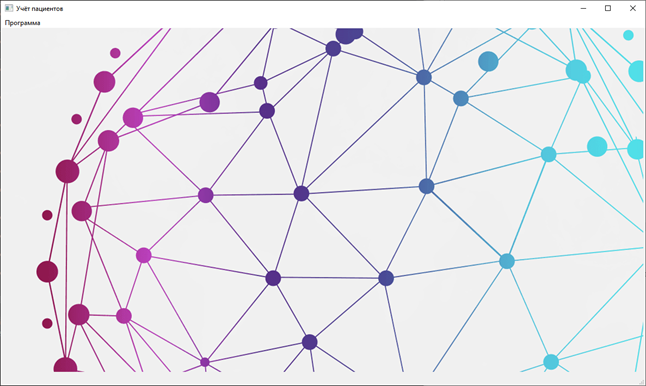 Учёт пациентов
Программа